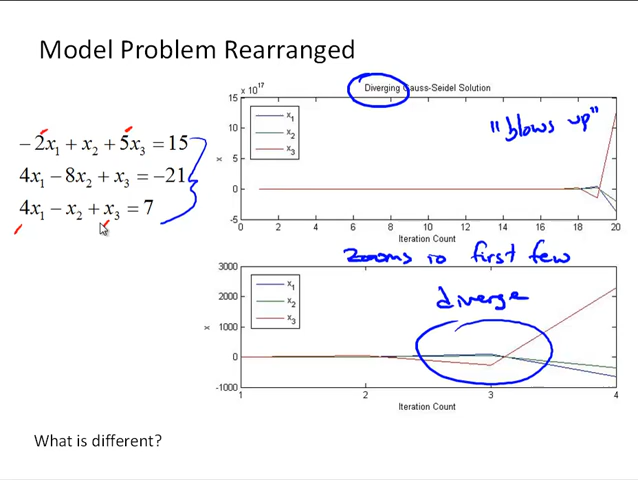 Model Problem Rearranged
-2x₁ + x₂ + 5x₃ = 15
4x₁ - 8x₂ + x₃ = -21
4x₁ - x₂ + x₃ = 7
x 10¹⁷
Diverging Gauss-Seidel Solution
15
10
5
0
-5
x
x₁
x₂
x₃
"blows up"
0 2 4 6 8 10 12 14 16 18 20
Iteration Count
zooms to first few
3000
2000
1000
0
-1000
x
x₁
x₂
x₃
diverge
1 2 3 4
Iteration Count
What is different?